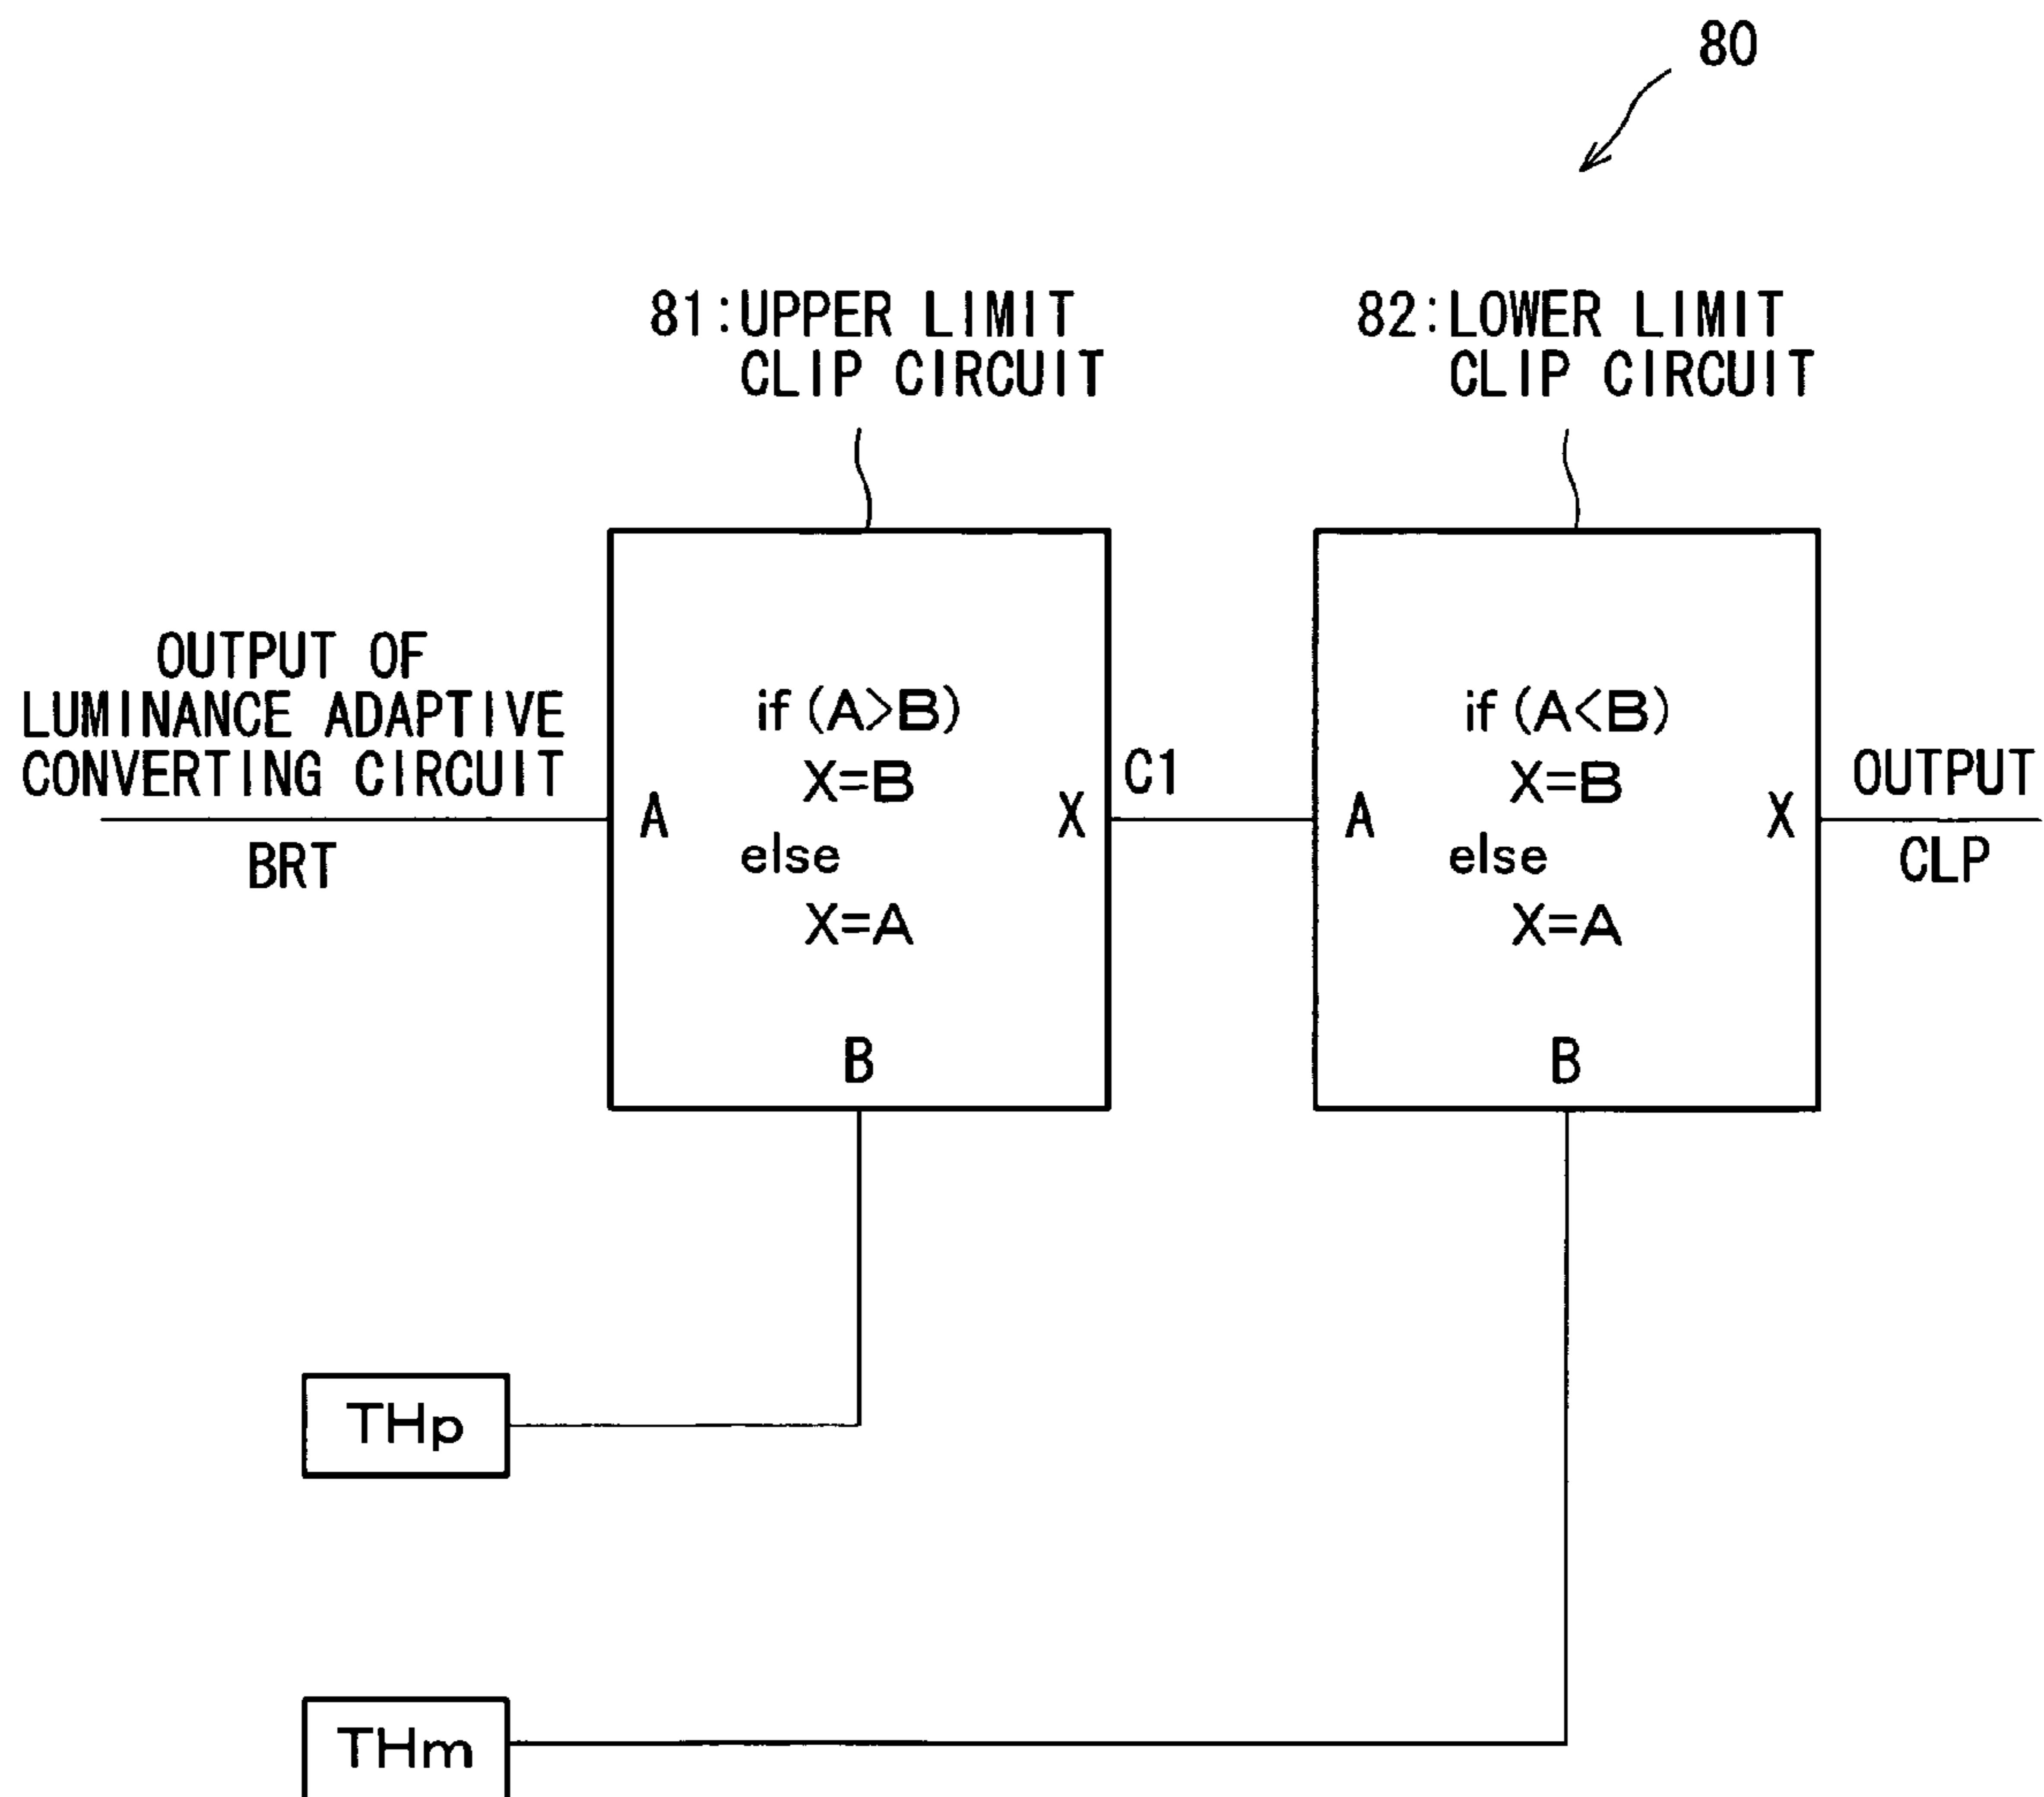 80
81:UPPER LIMIT
CLIP CIRCUIT
82:LOWER LIMIT
CLIP CIRCUIT
OUTPUT OF
LUMINANCE ADAPTIVE
CONVERTING CIRCUIT
BRT
A
if (A>B)
X=B
else
X=A
X
B
C1
A
if (A<B)
X=B
else
X=A
X
B
OUTPUT
CLP
THp
THm